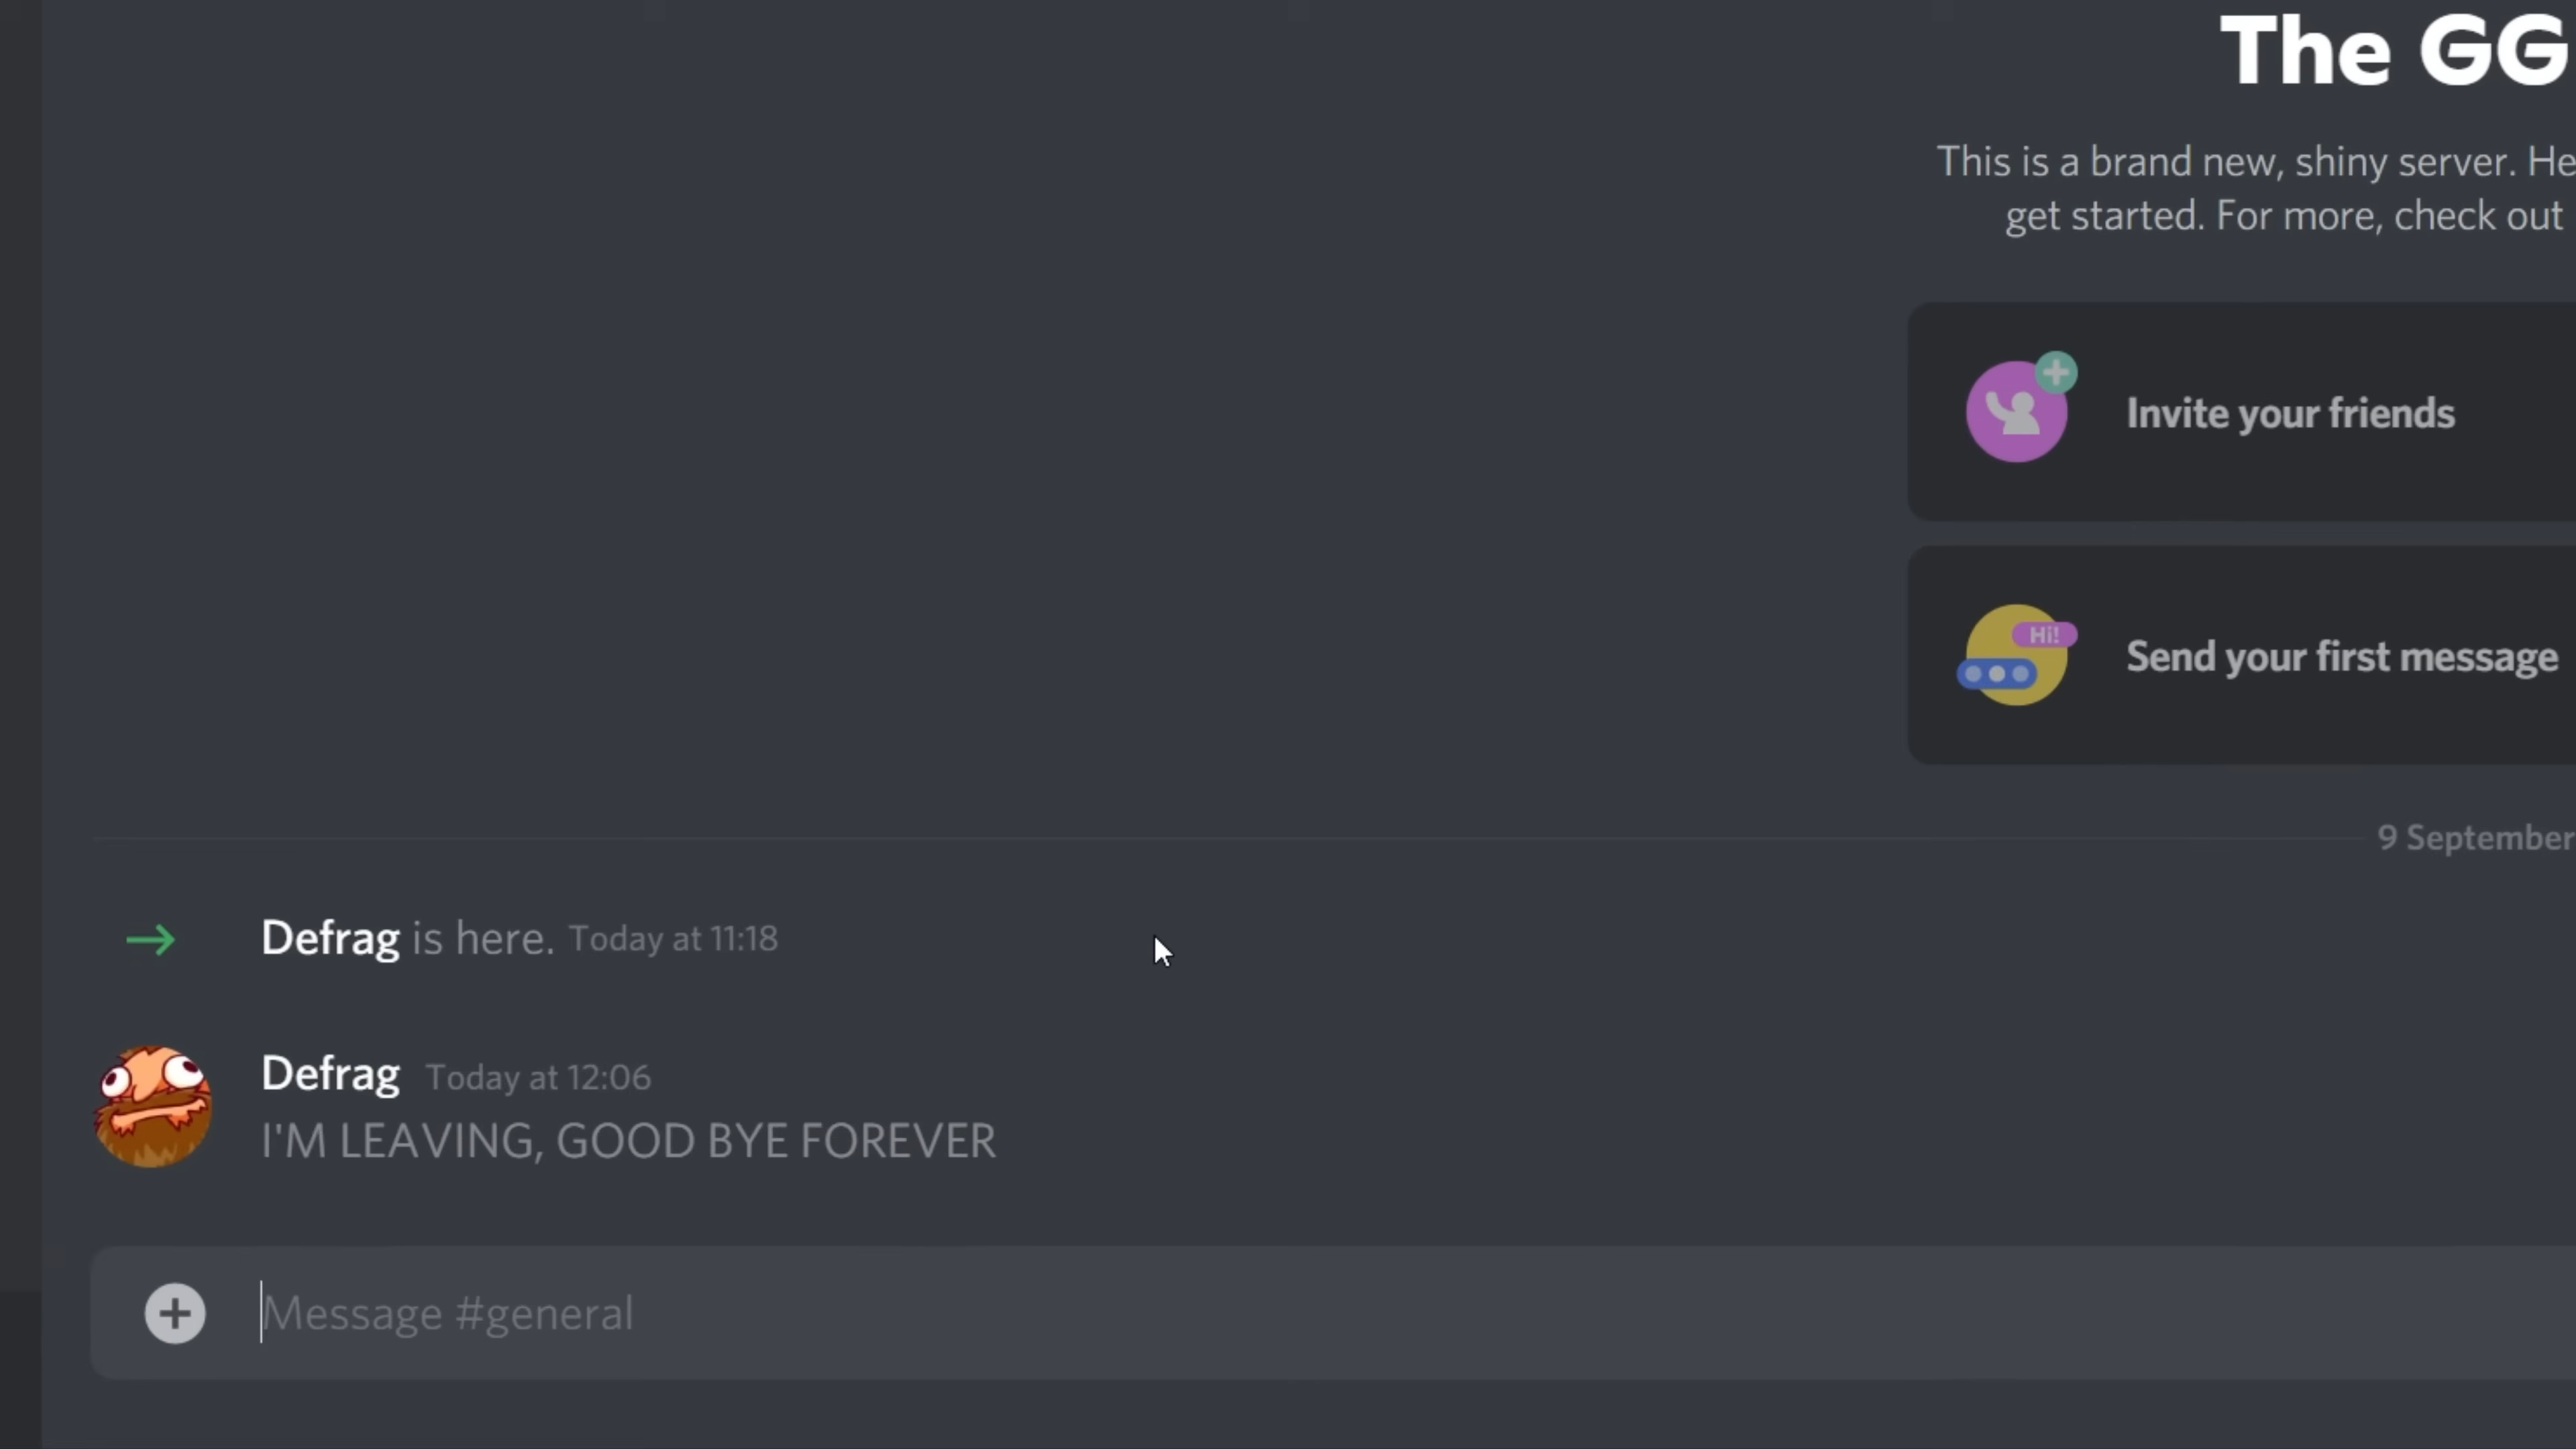 The GG
This is a brand new, shiny server. He
get started. For more, check out
Invite your friends
Hi!
Send your first message
9 September
Defrag is here. Today at 11:18
Defrag Today at 12:06
I'M LEAVING, GOOD BYE FOREVER
Message #general